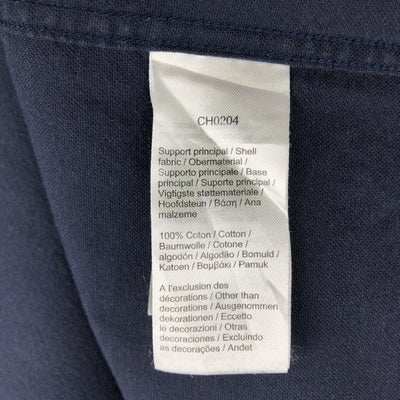 CH0204
Support principal / Shell
fabric / Obermaterial /
Supporto principale / Base
principal / Suporte principal /
Vigtigste støttemateriale /
Hoofdsteun / Βάση / Ana
malzeme
100% Coton / Cotton /
Baumwolle / Cotone /
algodón / Algodão / Bomuld /
Katoen / Βαμβάκι / Pamuk
A l'exclusion des
décorations / Other than
decorations / Ausgenommen
dekorationen / Eccetto
le decorazioni / Otras
decoraciones / Excluindo
as decorações / Andet